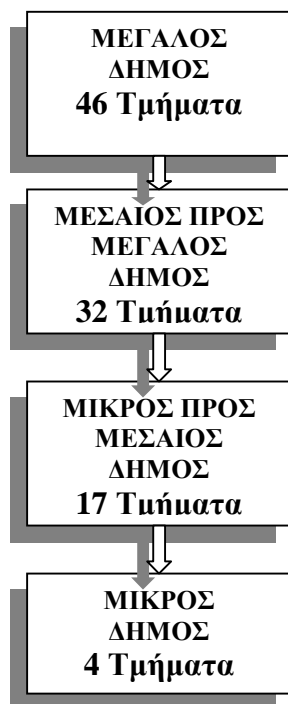 ΜΕΓΑΛΟΣ
ΔΗΜΟΣ
46 Τμήματα
ΜΕΣΑΙΟΣ ΠΡΟΣ
ΜΕΓΑΛΟΣ
ΔΗΜΟΣ
32 Τμήματα
ΜΙΚΡΟΣ ΠΡΟΣ
ΜΕΣΑΙΟΣ
ΔΗΜΟΣ
17 Τμήματα
ΜΙΚΡΟΣ
ΔΗΜΟΣ
4 Τμήματα